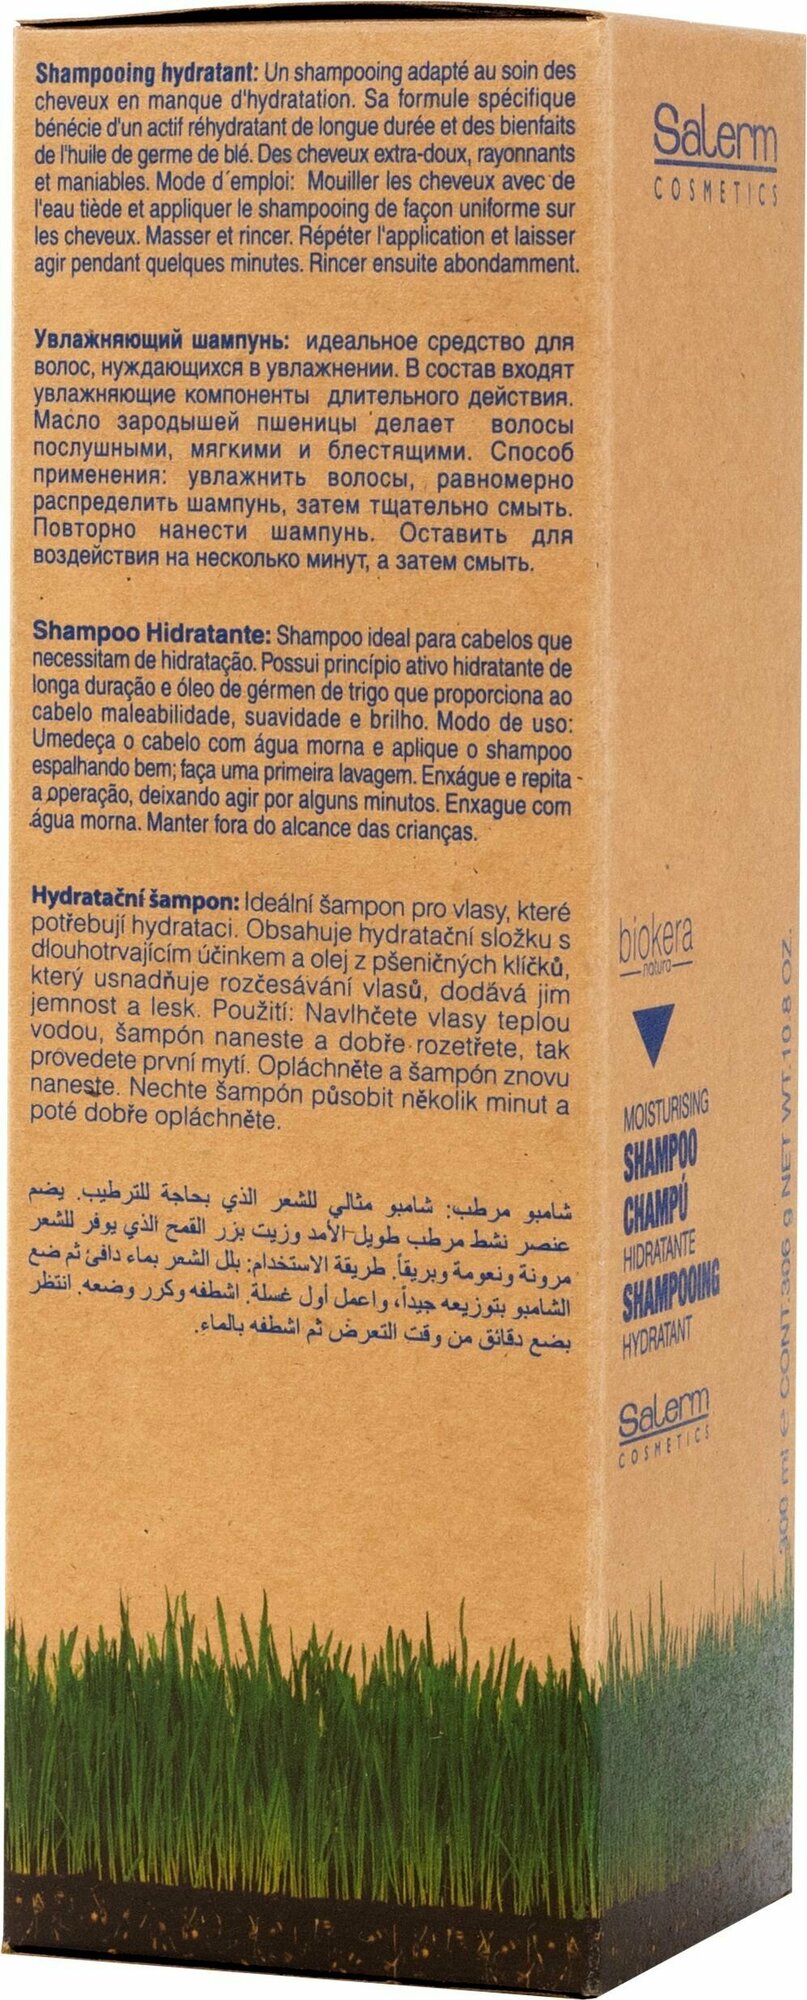 Shampooing hydratant: Un shampooing adapté au soin des
cheveux en manque d'hydratation. Sa formule spécifique
bénécie d'un actif réhydratant de longue durée et des bienfaits
de l'huile de germe de blé. Des cheveux extra-doux, rayonnants
et maniables. Mode d´emploi: Mouiller les cheveux avec de
l'eau tiède et appliquer le shampooing de façon uniforme sur
les cheveux. Masser et rincer. Répéter l'application et laisser
agir pendant quelques minutes. Rincer ensuite abondamment.
Увлажняющий шампунь: идеальное средство для
волос, нуждающихся в увлажнении. В состав входят
увлажняющие компоненты длительного действия.
Масло зародышей пшеницы делает волосы
послушными, мягкими и блестящими. Способ
применения: увлажнить волосы, равномерно
распределить шампунь, затем тщательно смыть.
Повторно нанести шампунь. Оставить для
воздействия на несколько минут, а затем смыть.
Shampoo Hidratante: Shampoo ideal para cabelos que
necessitam de hidratação. Possui princípio ativo hidratante de
longa duração e óleo de gérmen de trigo que proporciona ao
cabelo maleabilidade, suavidade e brilho. Modo de uso:
Umedeça o cabelo com água morna e aplique o shampoo
espalhando bem; faça uma primeira lavagem. Enxágue e repita
a operação, deixando agir por alguns minutos. Enxague com
água morna. Manter fora do alcance das crianças.
Hydratační šampon: Ideální šampon pro vlasy, které
potřebují hydrataci. Obsahuje hydratační složku s
dlouhotrvajícím účinkem a olej z pšeničných klíčků,
který usnadňuje rozčesávání vlasů, dodává jim
jemnost a lesk. Použití: Navlhčete vlasy teplou
vodou, šampón naneste a dobře rozetřete, tak
provedete první mytí. Opláchněte a šampón znovu
naneste. Nechte šampón působit několik minut a
poté dobře opláchněte.
شامبو مرطب: شامبو مثالي للشعر الذي بحاجة للترطيب. يضم
عنصر نشط مرطب طويل الأمد وزيت بزر القمح الذي يوفر للشعر
مرونة ونعومة وبريقاً. طريقة الاستخدام: بلل الشعر بماء دافئ ثم ضع
الشامبو بتوزيعه جيداً، واعمل أول غسلة. اشطفه وكرر وضعه. انتظر
بضع دقائق من وقت التعرض ثم اشطفه بالماء.
Salerm
COSMETICS
biokera
natura
MOISTURISING
SHAMPOO
CHAMPÚ
HIDRATANTE
SHAMPOOING
HYDRATANT
Salerm
COSMETICS
300 ml e CONT.306 g NET WT.10.8 OZ.